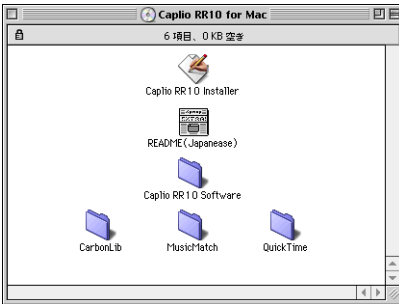 Caplio RR10 for Mac
6 項目、0 KB 空き
Caplio RR10 Installer
README(Japanease)
Caplio RR10 Software
CarbonLib
MusicMatch
QuickTime